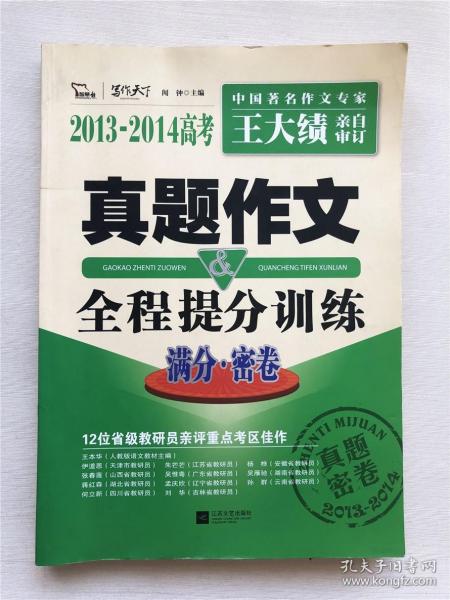 智慧熊
写作天下
闻 钟◇主编
中国著名作文专家
王大绩 亲自审订
2013-2014高考
真题作文
GAOKAO ZHENTI ZUOWEN
&
QUANCHENG TIFEN XUNLIAN
全程提分训练
满分·密卷
12位省级教研员亲评重点考区佳作
王本华（人教版语文教材主编）
伊道恩（天津市教研员） 朱芒芒（江苏省教研员） 杨 桦（安徽省教研员）
张春莲（山西省教研员） 吴惟粤（广东省教研员） 吴雁驰（湖南省教研员）
蒋红森（湖北省教研员） 孟庆欣（辽宁省教研员） 孙 群（云南省教研员）
何立新（四川省教研员） 刘 华（吉林省教研员）
ZHENTI MIJUAN
真题
密卷
2013-2014
江苏文艺出版社
孔夫子旧书网
www.kongfz.com